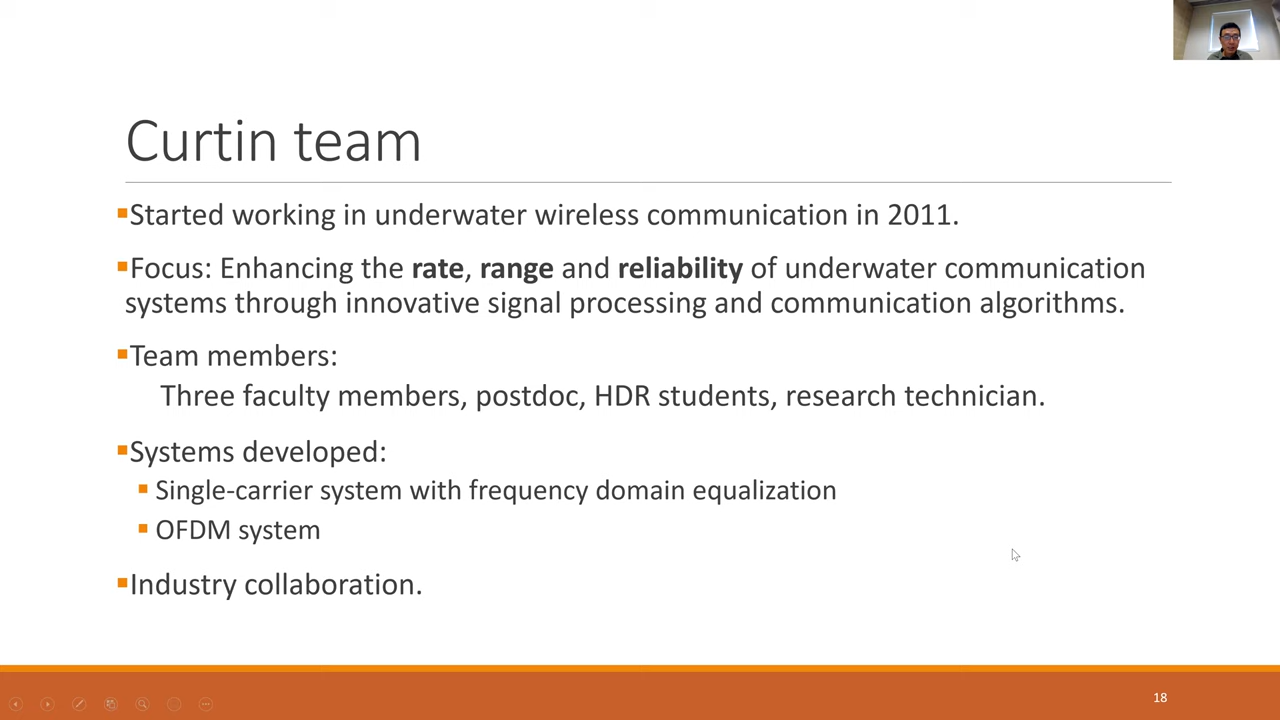 Curtin team
Started working in underwater wireless communication in 2011.
Focus: Enhancing the rate, range and reliability of underwater communication
systems through innovative signal processing and communication algorithms.
Team members:
Three faculty members, postdoc, HDR students, research technician.
Systems developed:
Single-carrier system with frequency domain equalization
OFDM system
Industry collaboration.
18